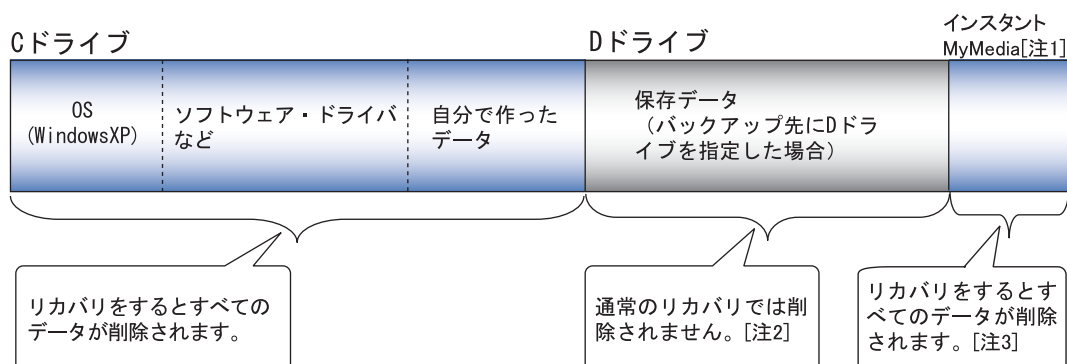 Cドライブ
Dドライブ
インスタント
MyMedia[注1]
OS
(WindowsXP)
ソフトウェア・ドライバ
など
自分で作った
データ
保存データ
(バックアップ先にDドラ
イブを指定した場合)
リカバリをするとすべての
データが削除されます。
通常のリカバリでは削
除されません。[注2]
リカバリをするとす
べてのデータが削除
されます。[注3]